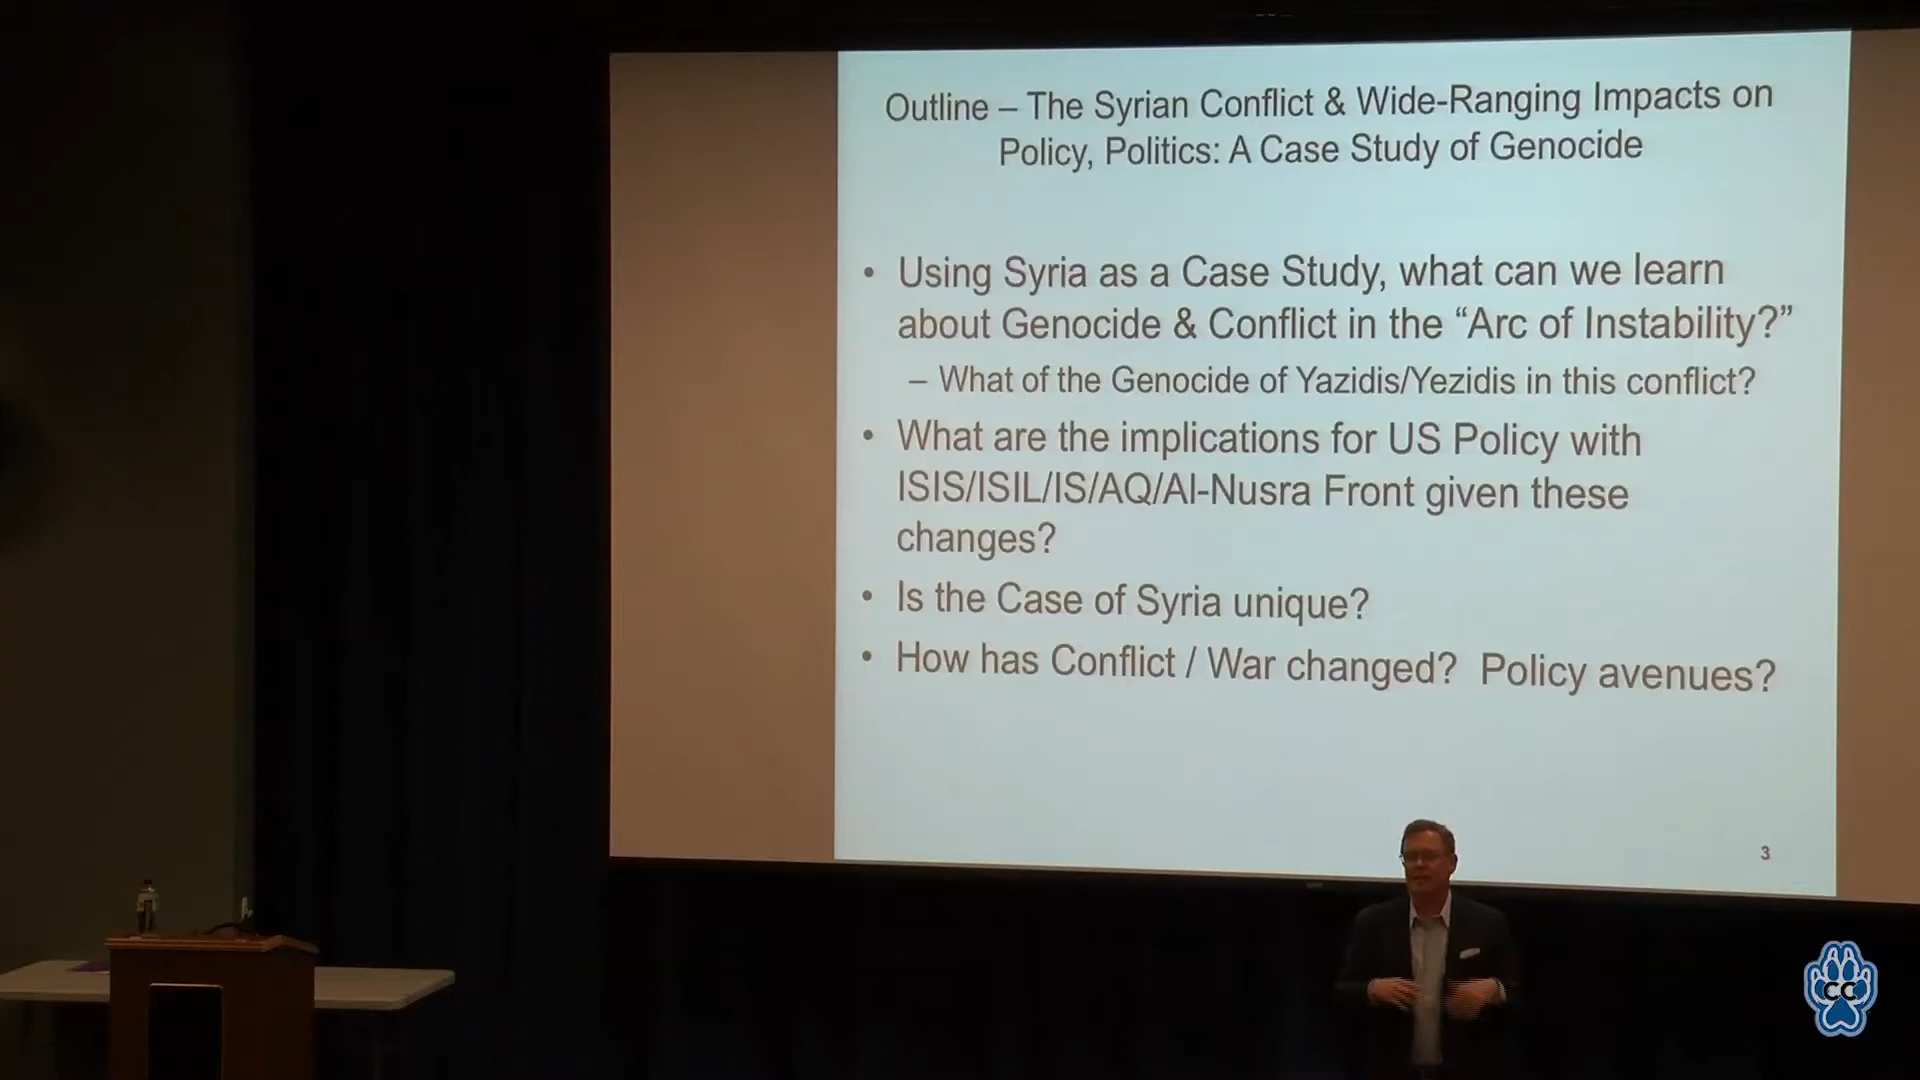 Outline – The Syrian Conflict & Wide-Ranging Impacts on
Policy, Politics: A Case Study of Genocide
• Using Syria as a Case Study, what can we learn
about Genocide & Conflict in the “Arc of Instability?”
– What of the Genocide of Yazidis/Yezidis in this conflict?
• What are the implications for US Policy with
ISIS/ISIL/IS/AQ/Al-Nusra Front given these
changes?
• Is the Case of Syria unique?
• How has Conflict / War changed? Policy avenues?
3
CC